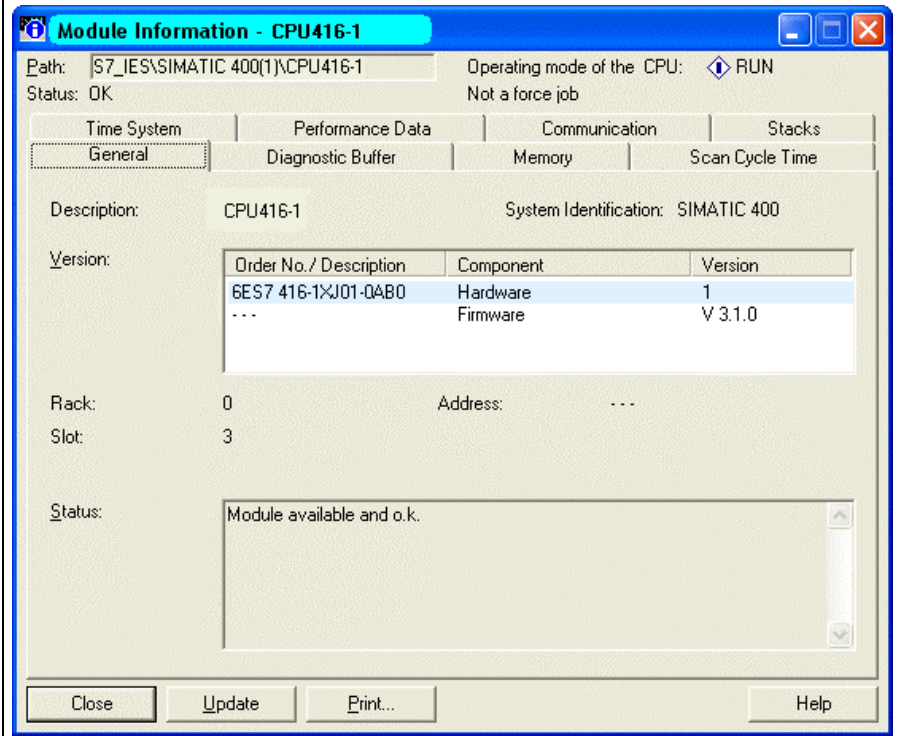 Module Information - CPU416-1
Path: S7_IES\SIMATIC 400(1)\CPU416-1 Operating mode of the CPU: RUN
Status: OK Not a force job
Time System Performance Data Communication Stacks
General Diagnostic Buffer Memory Scan Cycle Time
Description: CPU416-1 System Identification: SIMATIC 400
Version: Order No./ Description Component Version
6ES7 416-1XJ01-0AB0 Hardware 1
- - - Firmware V 3.1.0
Rack: 0 Address: - - -
Slot: 3
Status: Module available and o.k.
Close Update Print... Help